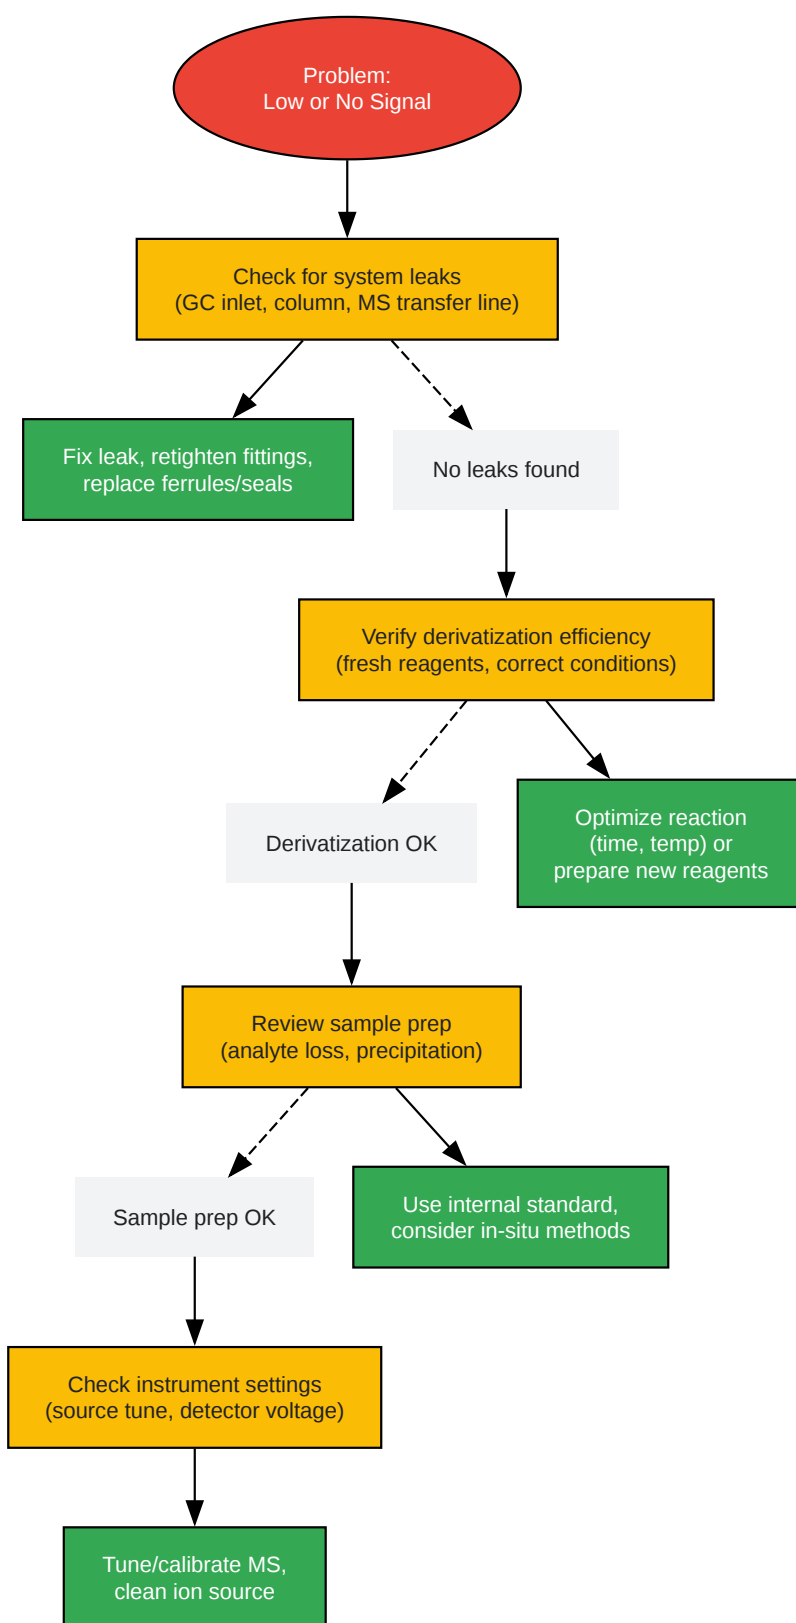 Problem:
Low or No Signal
Check for system leaks
(GC inlet, column, MS transfer line)
Fix leak, retighten fittings,
replace ferrules/seals
No leaks found
Verify derivatization efficiency
(fresh reagents, correct conditions)
Derivatization OK
Optimize reaction
(time, temp) or
prepare new reagents
Review sample prep
(analyte loss, precipitation)
Sample prep OK
Use internal standard,
consider in-situ methods
Check instrument settings
(source tune, detector voltage)
Tune/calibrate MS,
clean ion source